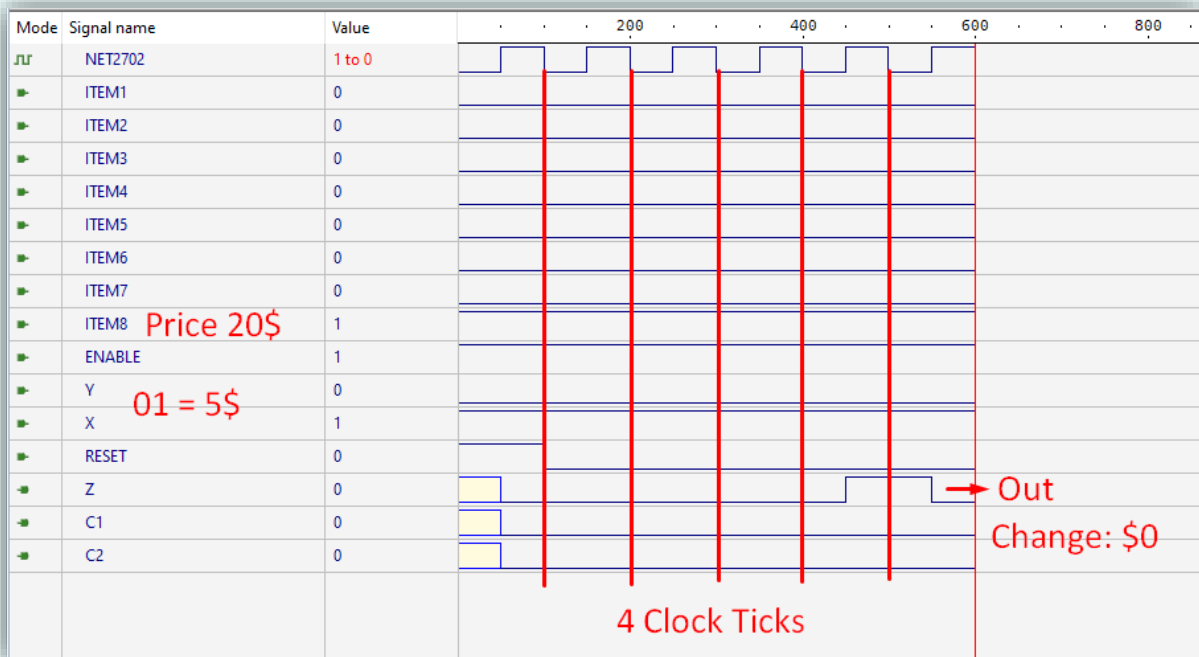 Mode Signal name Value 200 400 600 800
NET2702 1 to 0
ITEM1 0
ITEM2 0
ITEM3 0
ITEM4 0
ITEM5 0
ITEM6 0
ITEM7 0
ITEM8 Price 20$ 1
ENABLE 1
Y 0
01 = 5$
X 1
RESET 0
Z 0 Out
C1 0
Change: $0
C2 0
4 Clock Ticks